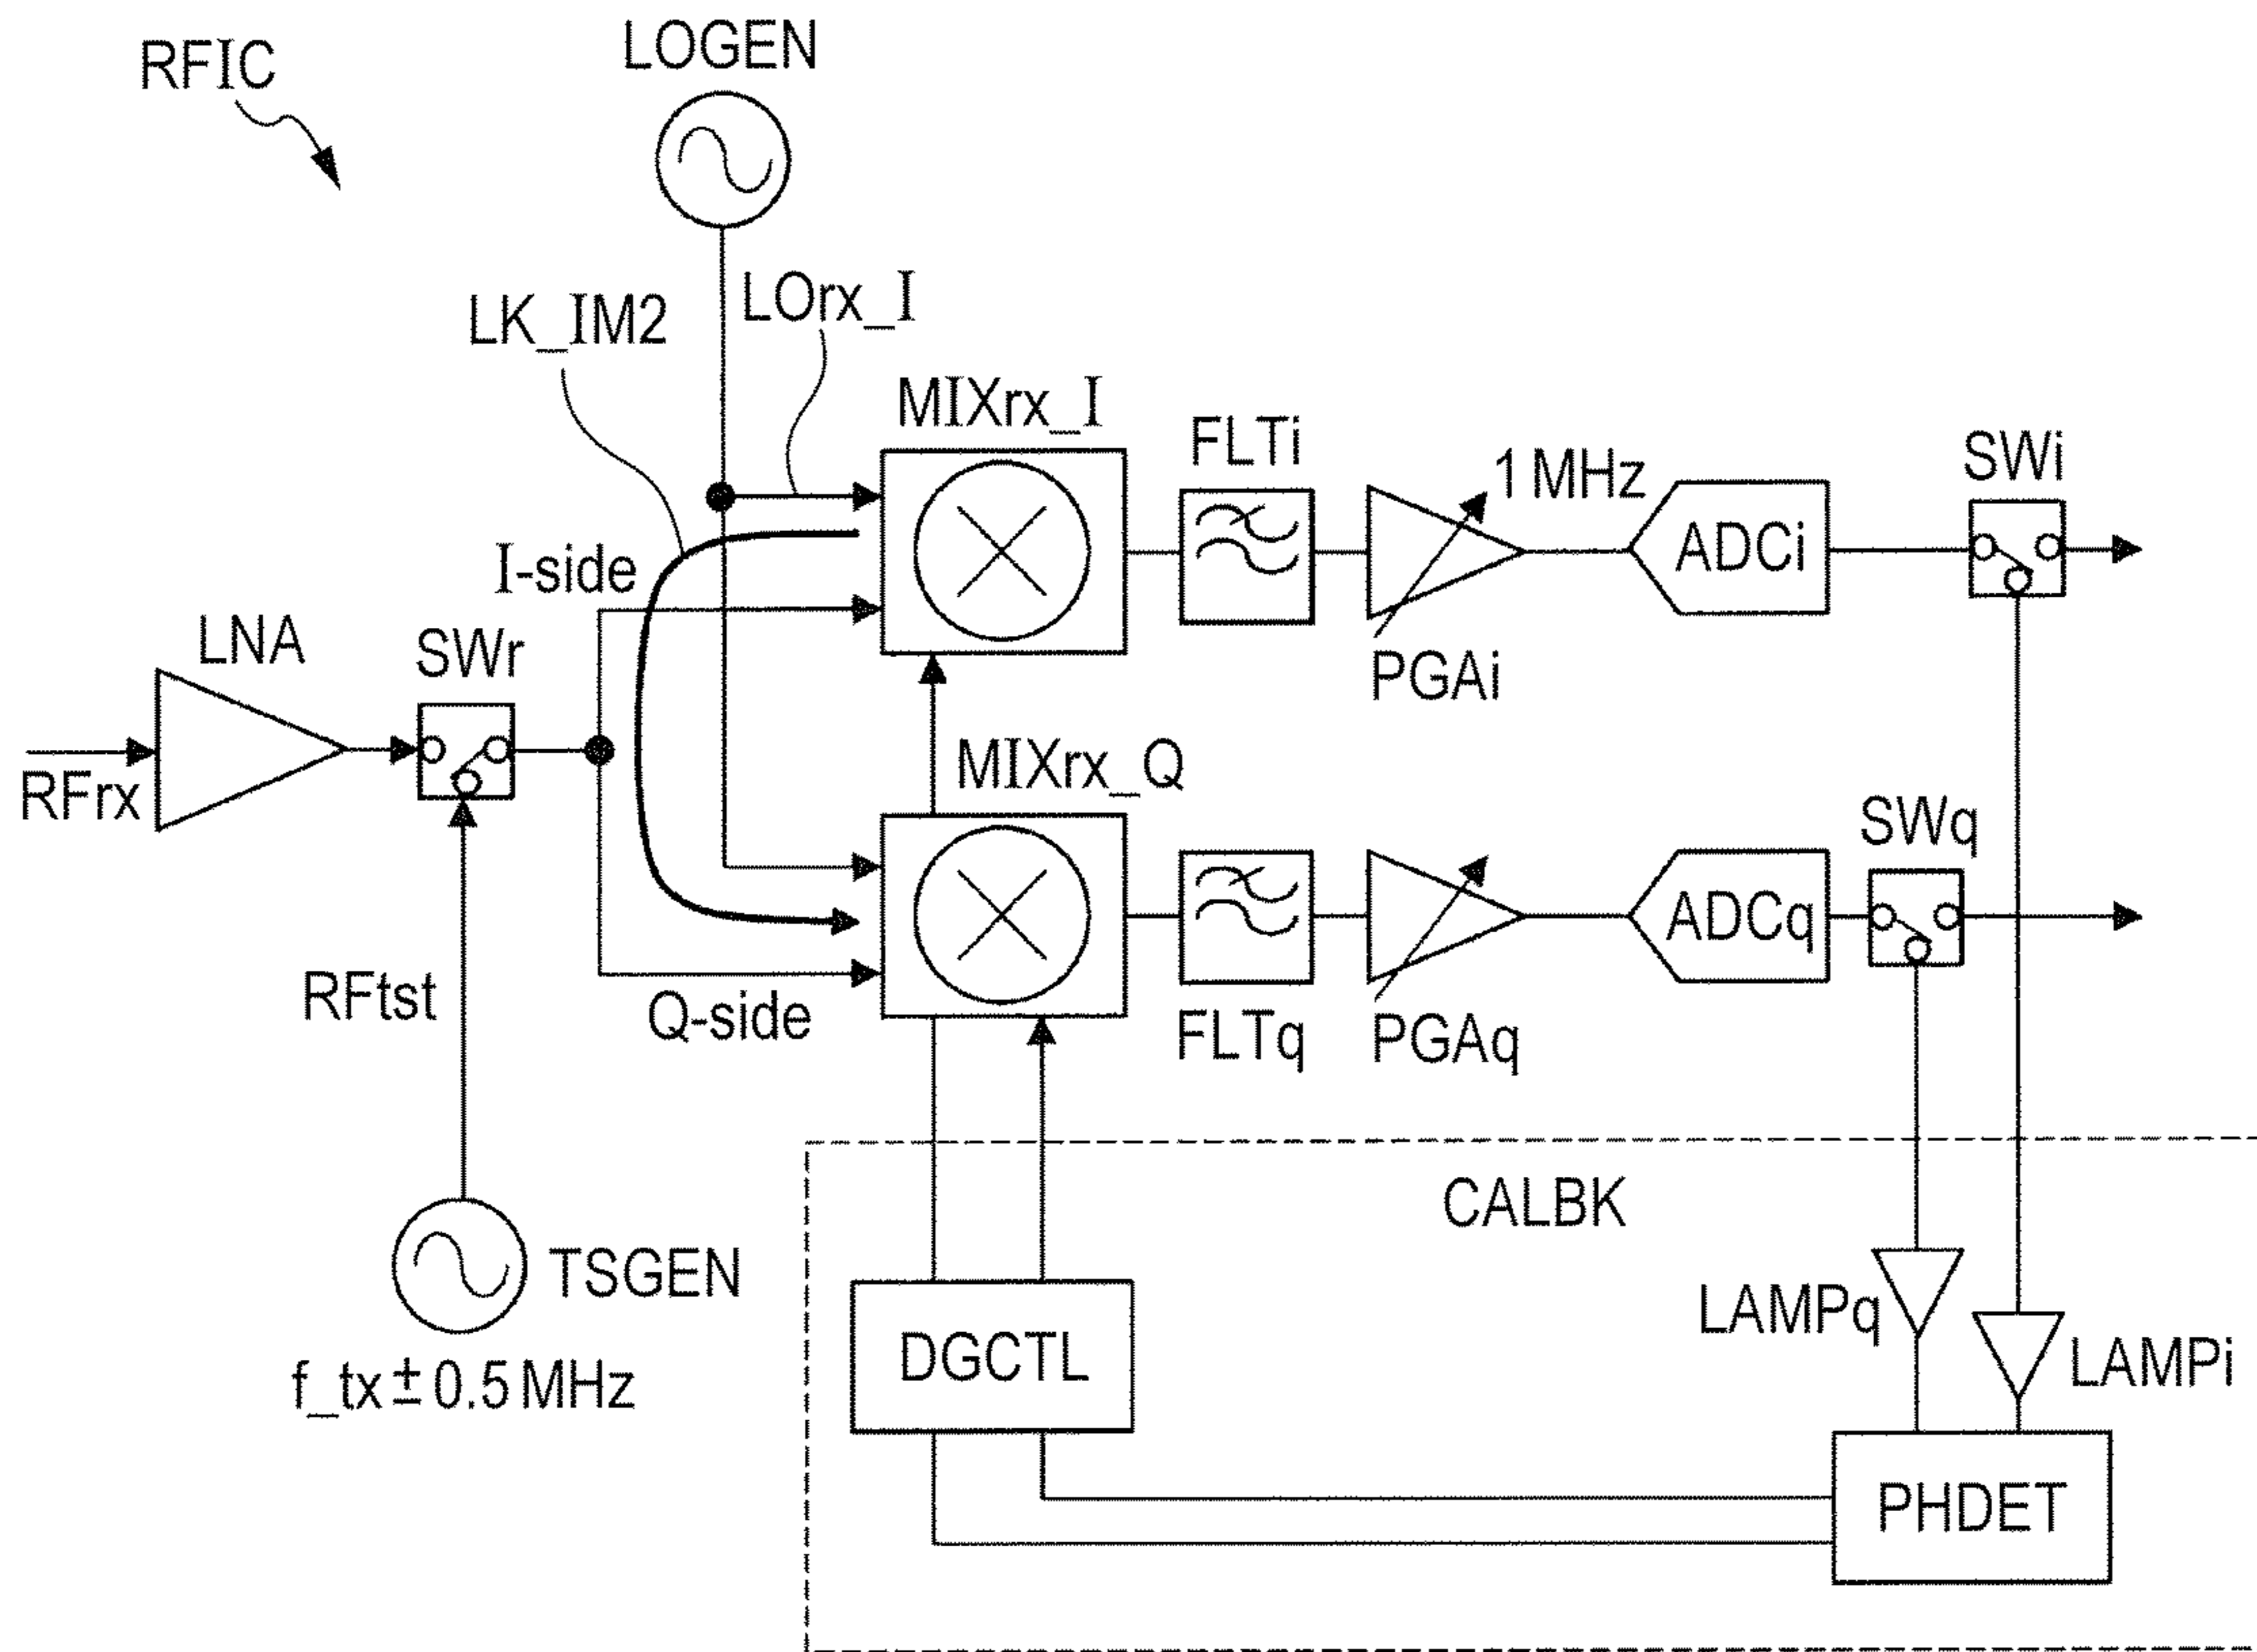 RFIC
LOGEN
LK_IM2
LOrx_I
MIXrx_I
FLTi
1 MHz
SWi
ADCi
I-side
PGAi
LNA
SWr
RFrx
MIXrx_Q
SWq
ADCq
RFtst
Q-side
FLTq
PGAq
CALBK
TSGEN
f_tx ± 0.5 MHz
DGCTL
LAMPq
LAMPi
PHDET